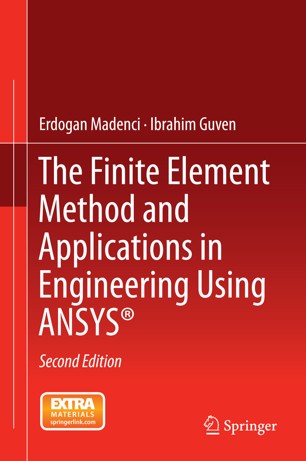 Erdogan Madenci · Ibrahim Guven
The Finite Element
Method and
Applications in
Engineering Using
ANSYS®
Second Edition
EXTRA
MATERIALS
springerlink.com
Springer